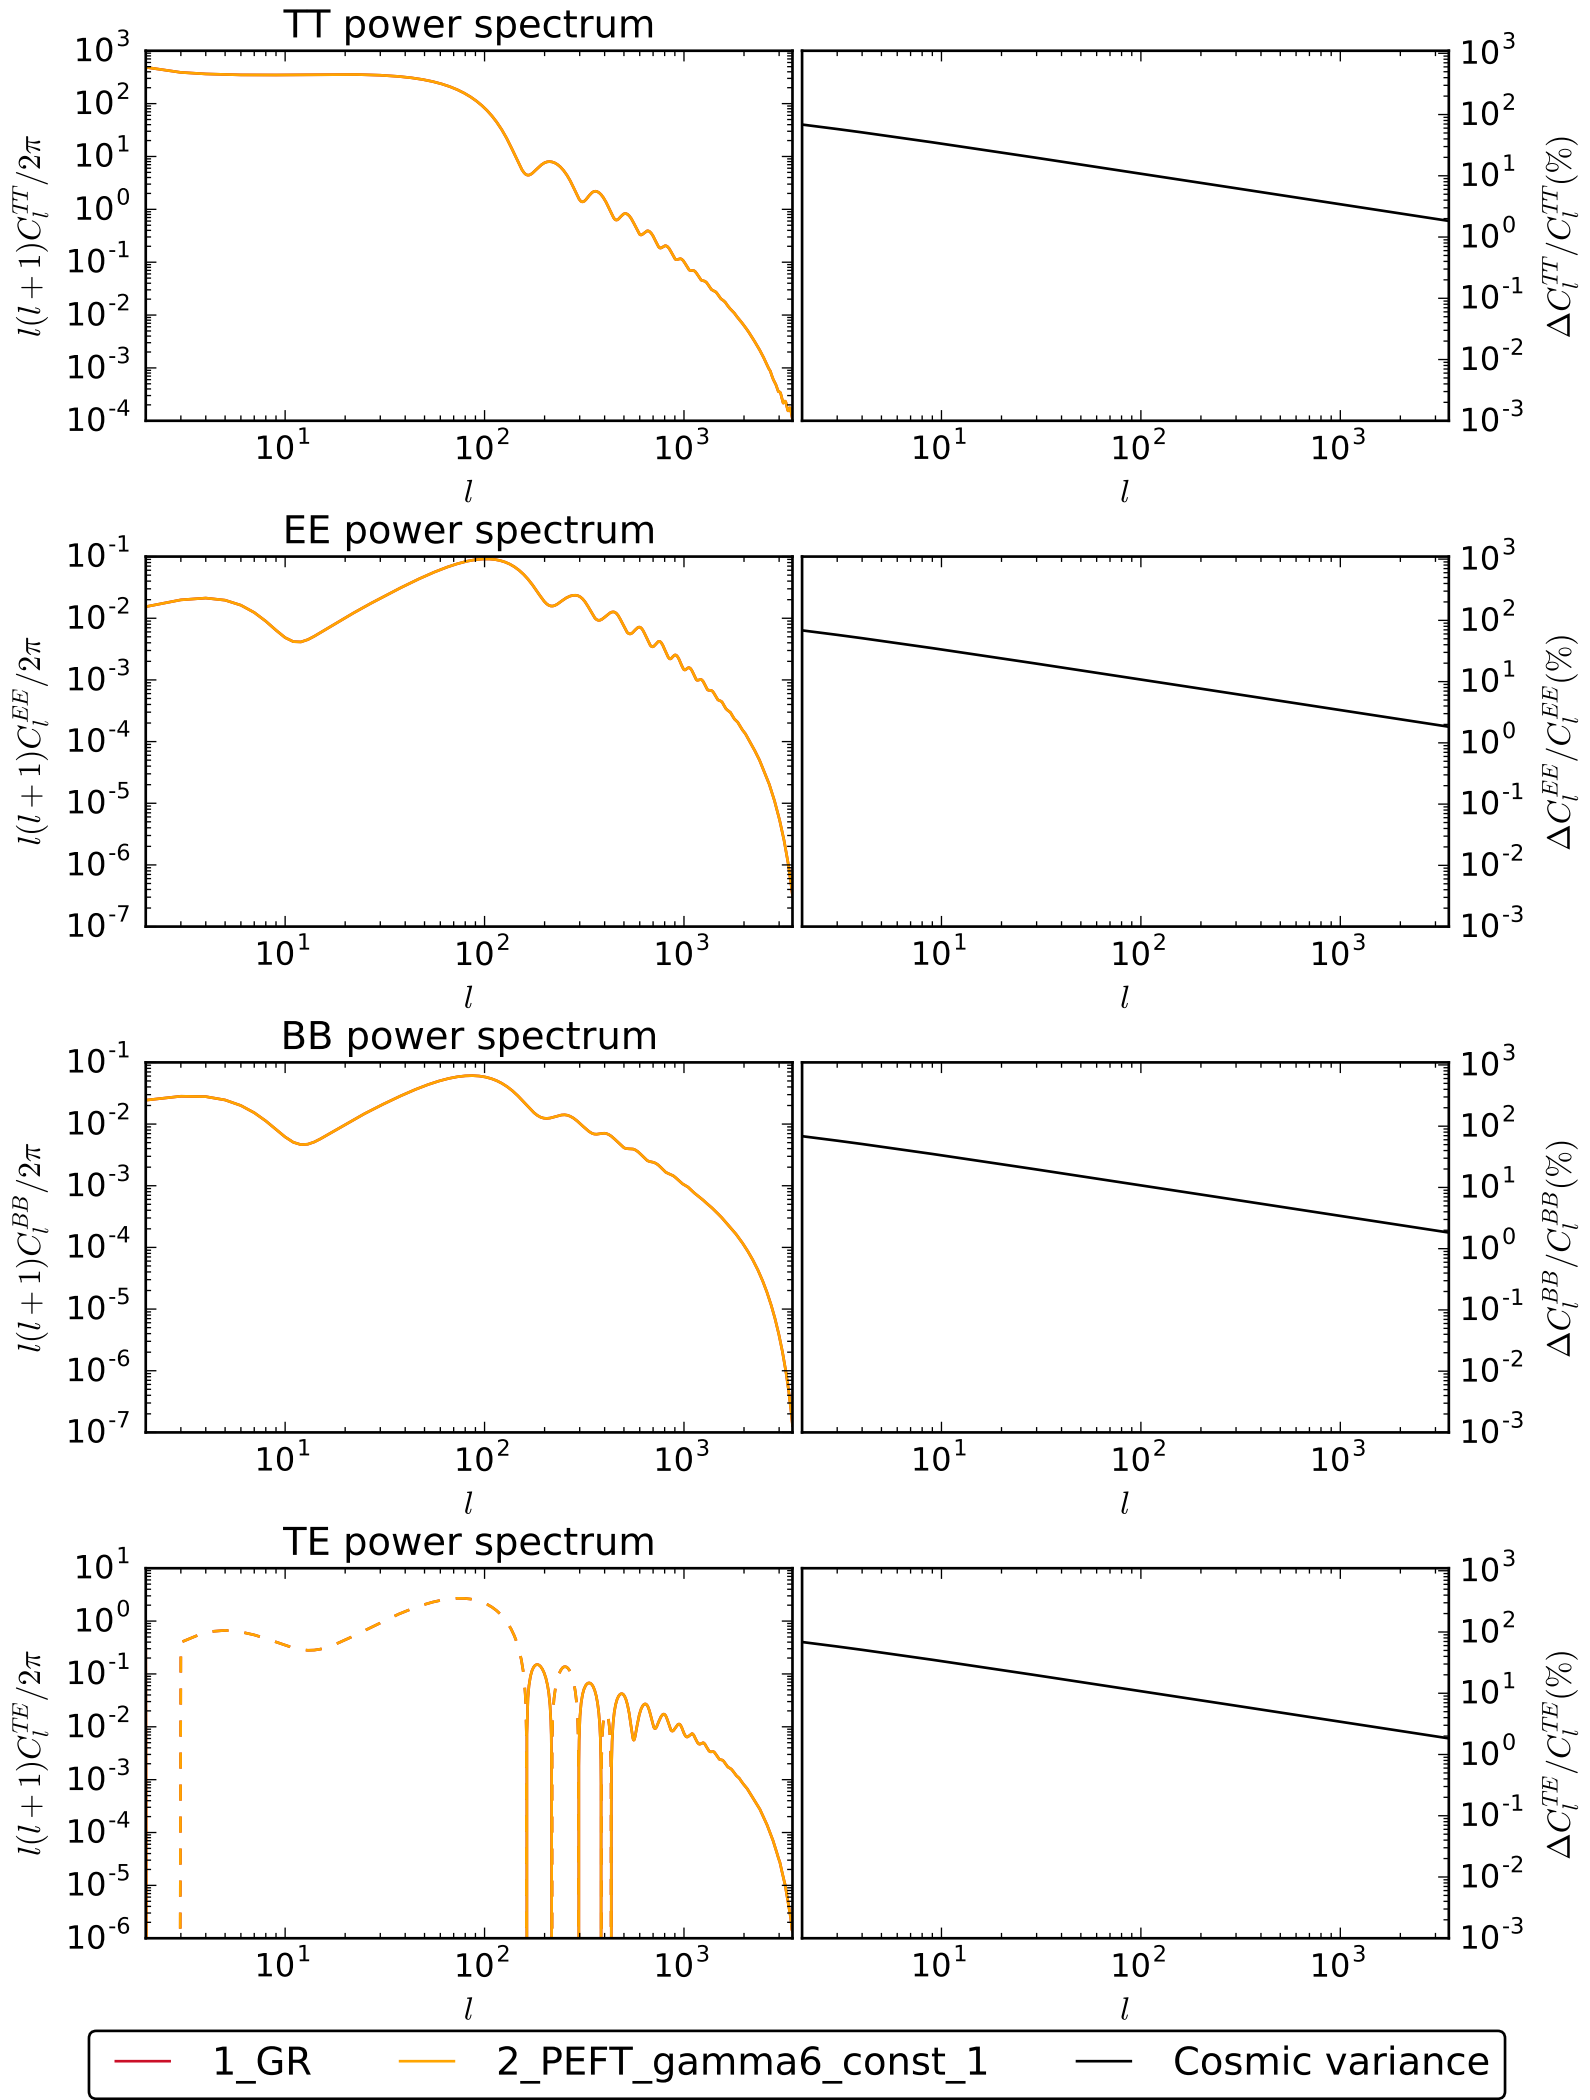 TT power spectrum
10^3
10^2
10^1
10^0
10^-1
10^-2
10^-3
10^-4
l(l+1)C_l^{TT}/2π
10^1 10^2 10^3
l
10^3
10^2
10^1
10^0
10^-1
10^-2
10^-3
ΔC_l^{TT}/C_l^{TT}(%)
10^1 10^2 10^3
l
EE power spectrum
10^-1
10^-2
10^-3
10^-4
10^-5
10^-6
10^-7
l(l+1)C_l^{EE}/2π
10^1 10^2 10^3
l
10^3
10^2
10^1
10^0
10^-1
10^-2
10^-3
ΔC_l^{EE}/C_l^{EE}(%)
10^1 10^2 10^3
l
BB power spectrum
10^-1
10^-2
10^-3
10^-4
10^-5
10^-6
10^-7
l(l+1)C_l^{BB}/2π
10^1 10^2 10^3
l
10^3
10^2
10^1
10^0
10^-1
10^-2
10^-3
ΔC_l^{BB}/C_l^{BB}(%)
10^1 10^2 10^3
l
TE power spectrum
10^1
10^0
10^-1
10^-2
10^-3
10^-4
10^-5
10^-6
l(l+1)C_l^{TE}/2π
10^1 10^2 10^3
l
10^3
10^2
10^1
10^0
10^-1
10^-2
10^-3
ΔC_l^{TE}/C_l^{TE}(%)
10^1 10^2 10^3
l
1_GR 2_PEFT_gamma6_const_1 Cosmic variance